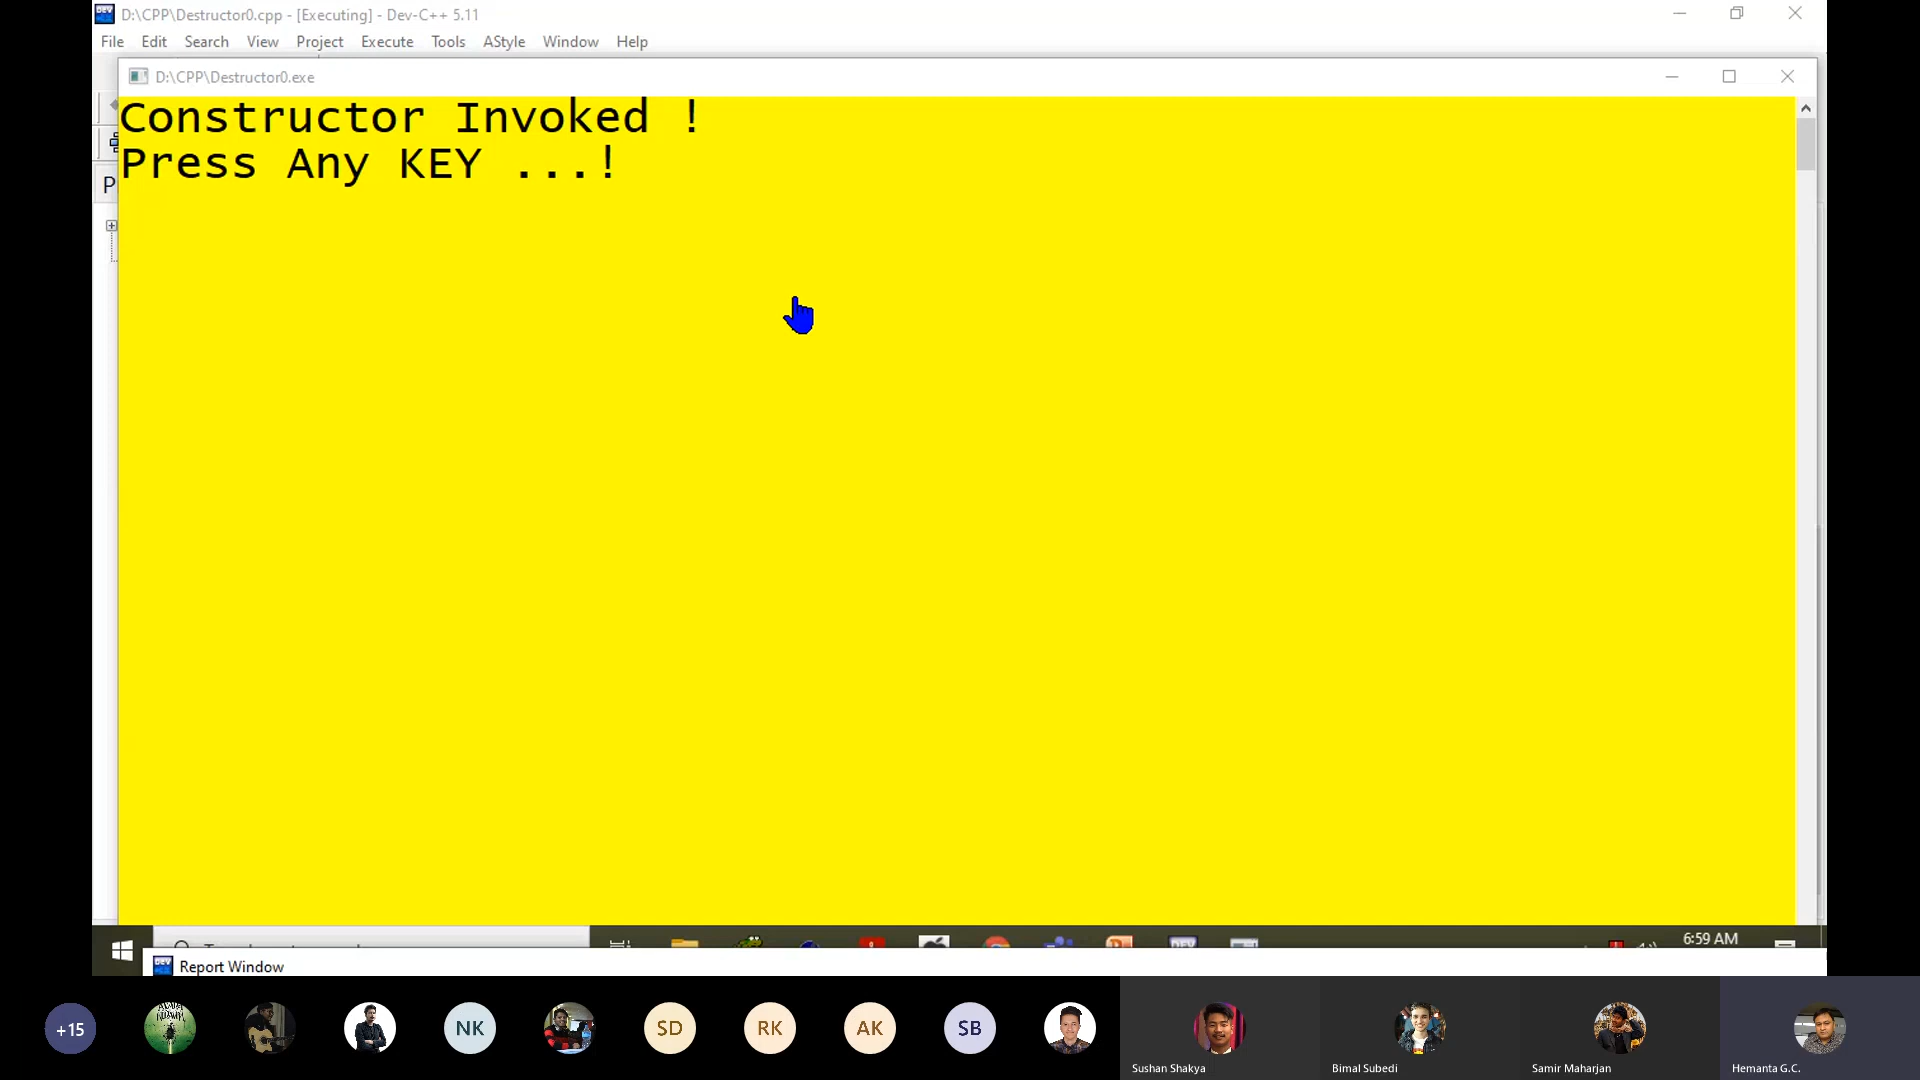 D:\CPP\Destructor0.cpp - [Executing] - Dev-C++ 5.11
File Edit Search View Project Execute Tools AStyle Window Help
D:\CPP\Destructor0.exe
Constructor Invoked !
Press Any KEY ...!
P
6:59 AM
Report Window
+15
NK
SD
RK
AK
SB
Sushan Shakya
Bimal Subedi
Samir Maharjan
Hemanta G.C.